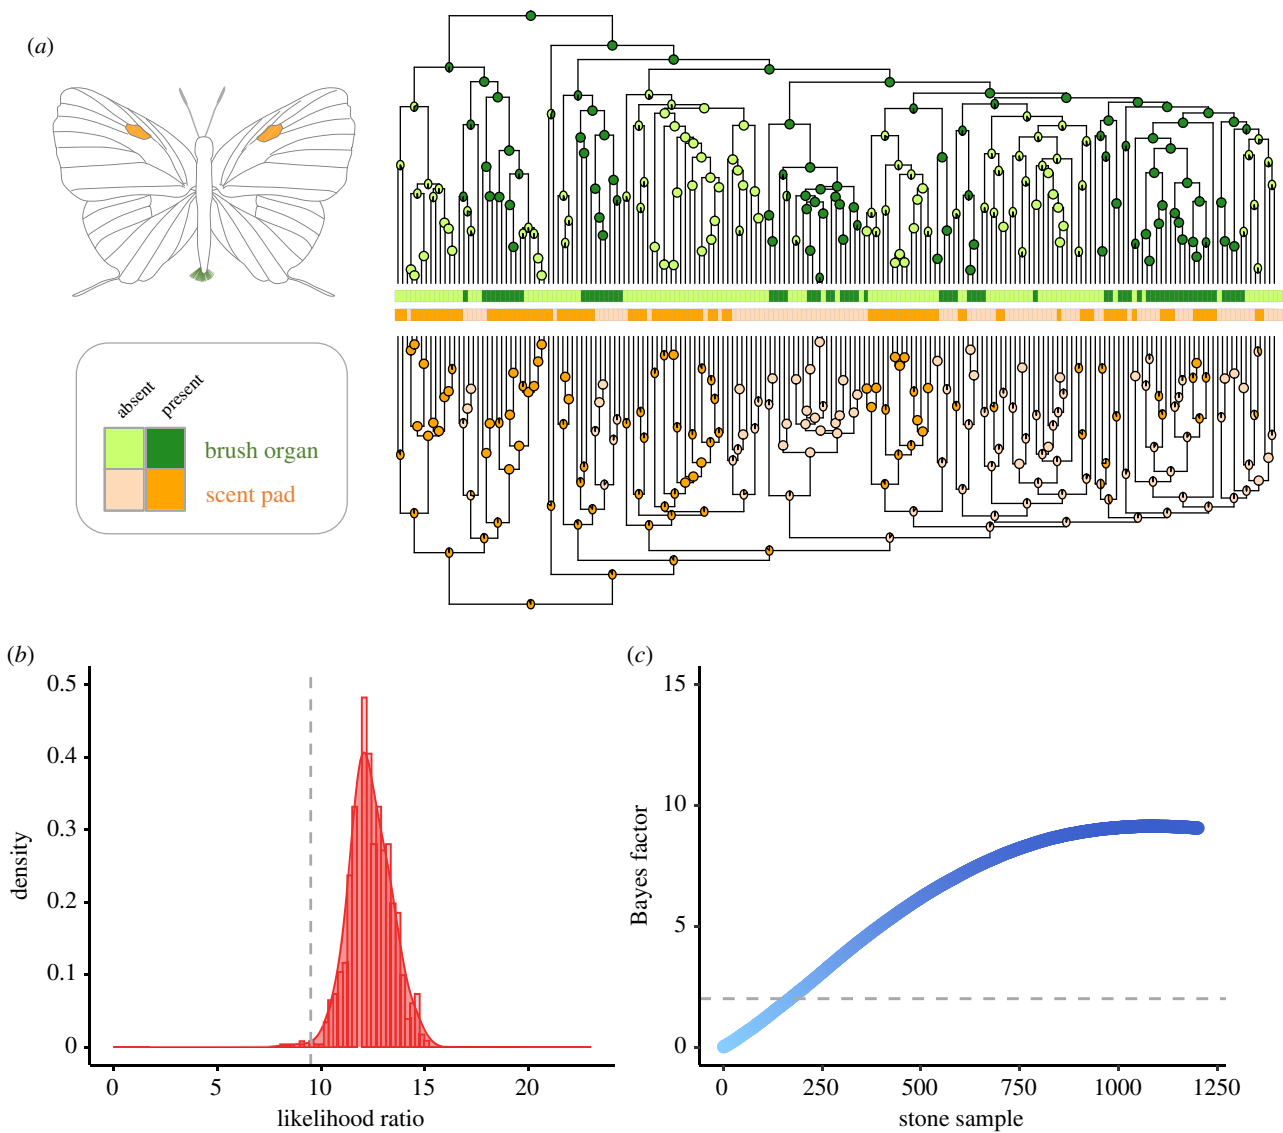 (a)
absent
present
brush organ
scent pad
(b)
(c)
0.5
0.4
0.3
0.2
0.1
0
density
0
5
10
15
20
likelihood ratio
15
10
5
0
Bayes factor
0
250
500
750
1000
1250
stone sample